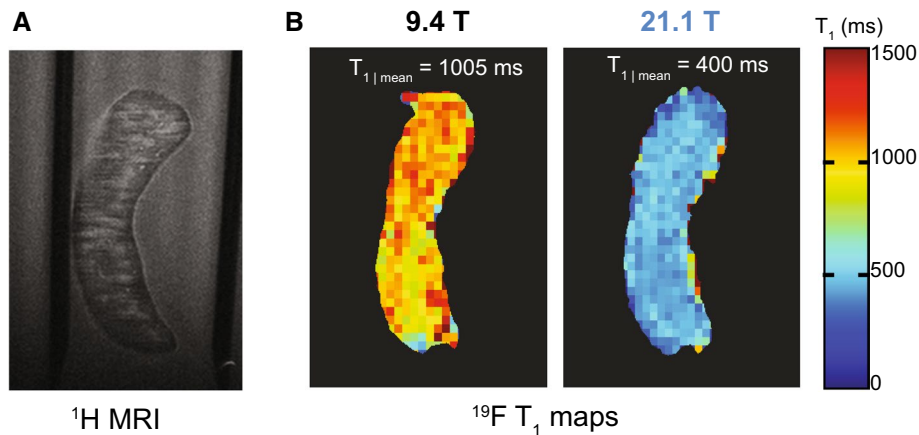 A
B
9.4 T
21.1 T
T₁ (ms)
T₁ | mean = 1005 ms
T₁ | mean = 400 ms
1500
1000
500
0
¹H MRI
¹⁹F T₁ maps